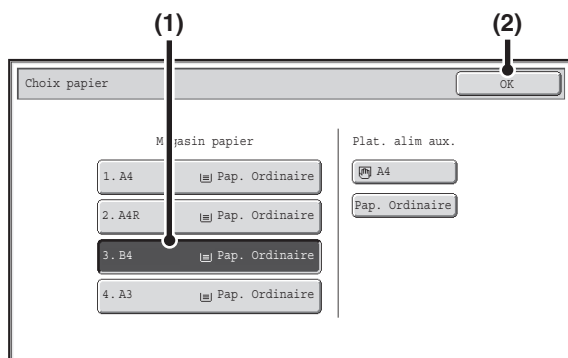 (1) (2)
Choix papier OK
Magasin papier Plat. alim aux.
1. A4 Pap. Ordinaire A4
2. A4R Pap. Ordinaire Pap. Ordinaire
3. B4 Pap. Ordinaire
4. A3 Pap. Ordinaire